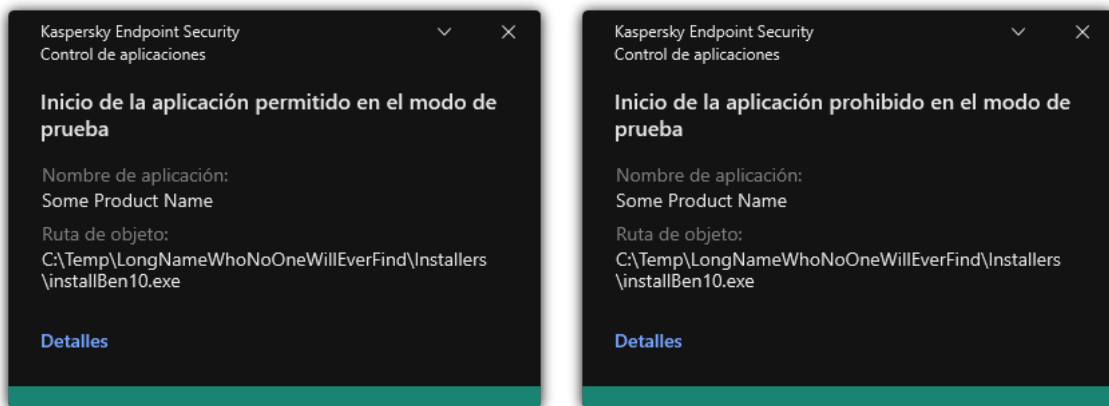 Kaspersky Endpoint Security
Control de aplicaciones
Inicio de la aplicación permitido en el modo de
prueba
Nombre de aplicación:
Some Product Name
Ruta de objeto:
C:\Temp\LongNameWhoNoOneWillEverFind\Installers
\installBen10.exe
Detalles
Kaspersky Endpoint Security
Control de aplicaciones
Inicio de la aplicación prohibido en el modo de
prueba
Nombre de aplicación:
Some Product Name
Ruta de objeto:
C:\Temp\LongNameWhoNoOneWillEverFind\Installers
\installBen10.exe
Detalles